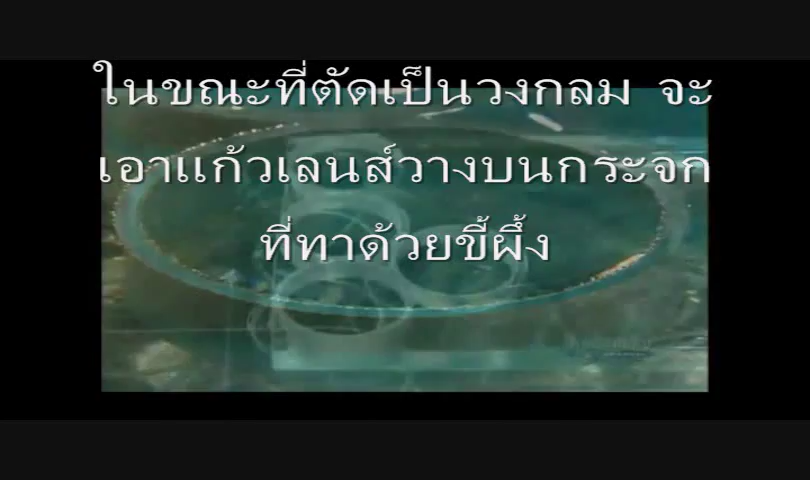 ในขณะที่ตัดเป็นวงกลม จะ
เอาแก้วเลนส์วางบนกระจก
ที่ทาด้วยขี้ผึ้ง